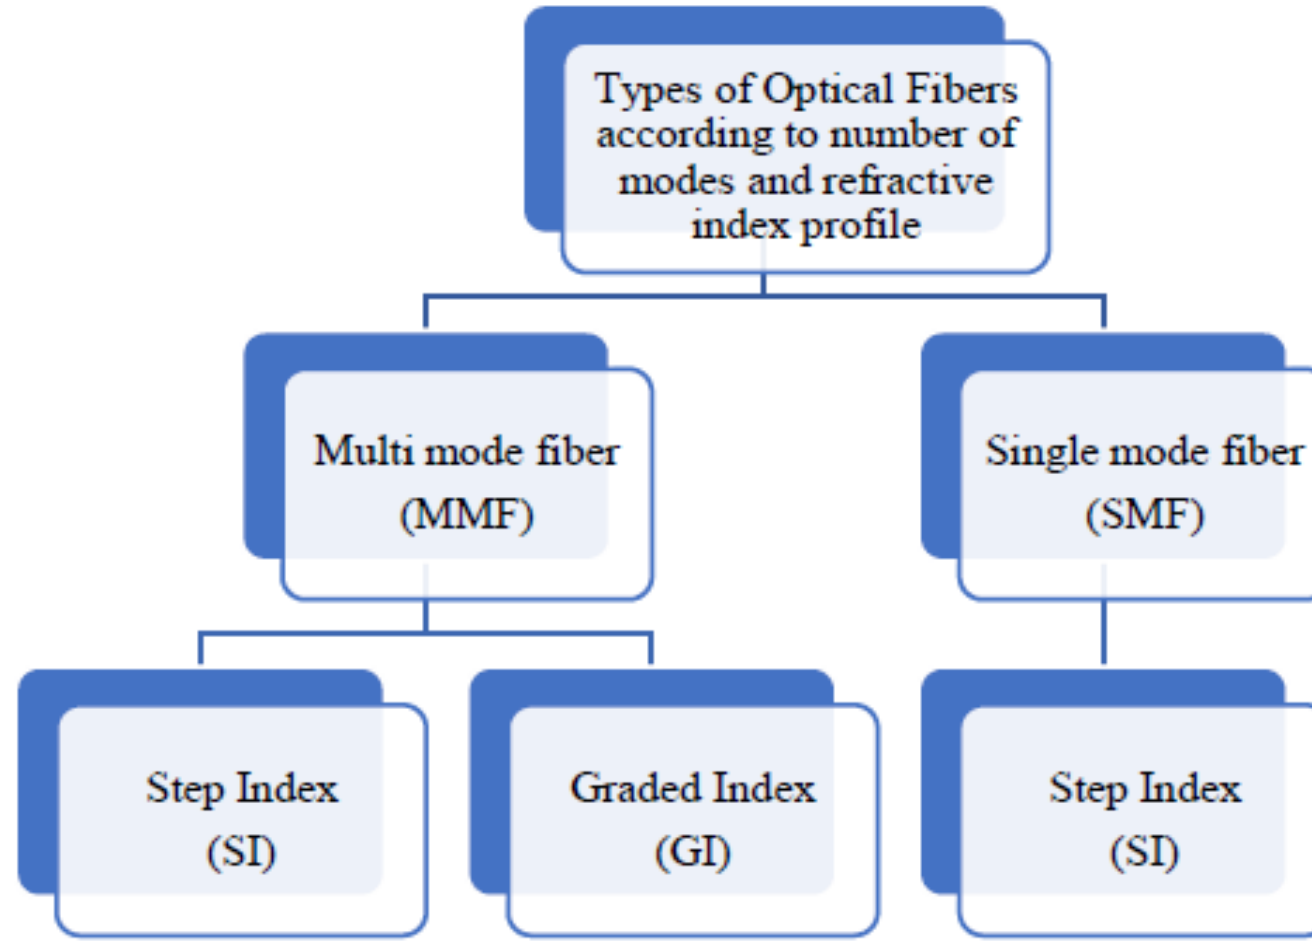 Types of Optical Fibers
according to number of
modes and refractive
index profile
Multi mode fiber
(MMF)
Single mode fiber
(SMF)
Step Index
(SI)
Graded Index
(GI)
Step Index
(SI)